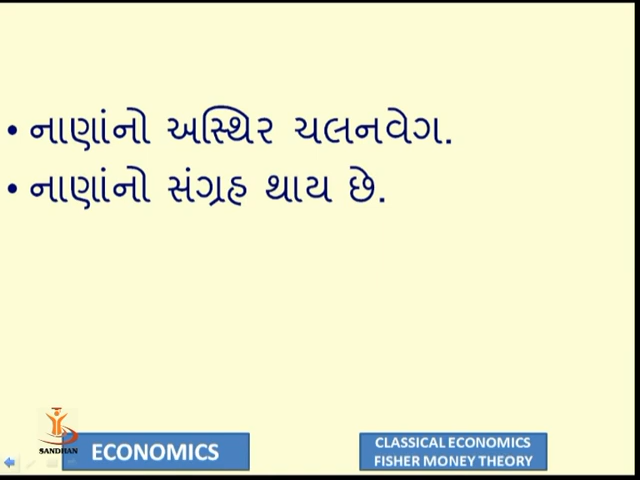 • નાણાંનો અસ્થિર ચલનવેગ.
• નાણાંનો સંગ્રહ થાય છે.
SANDHAN
ECONOMICS
CLASSICAL ECONOMICS
FISHER MONEY THEORY